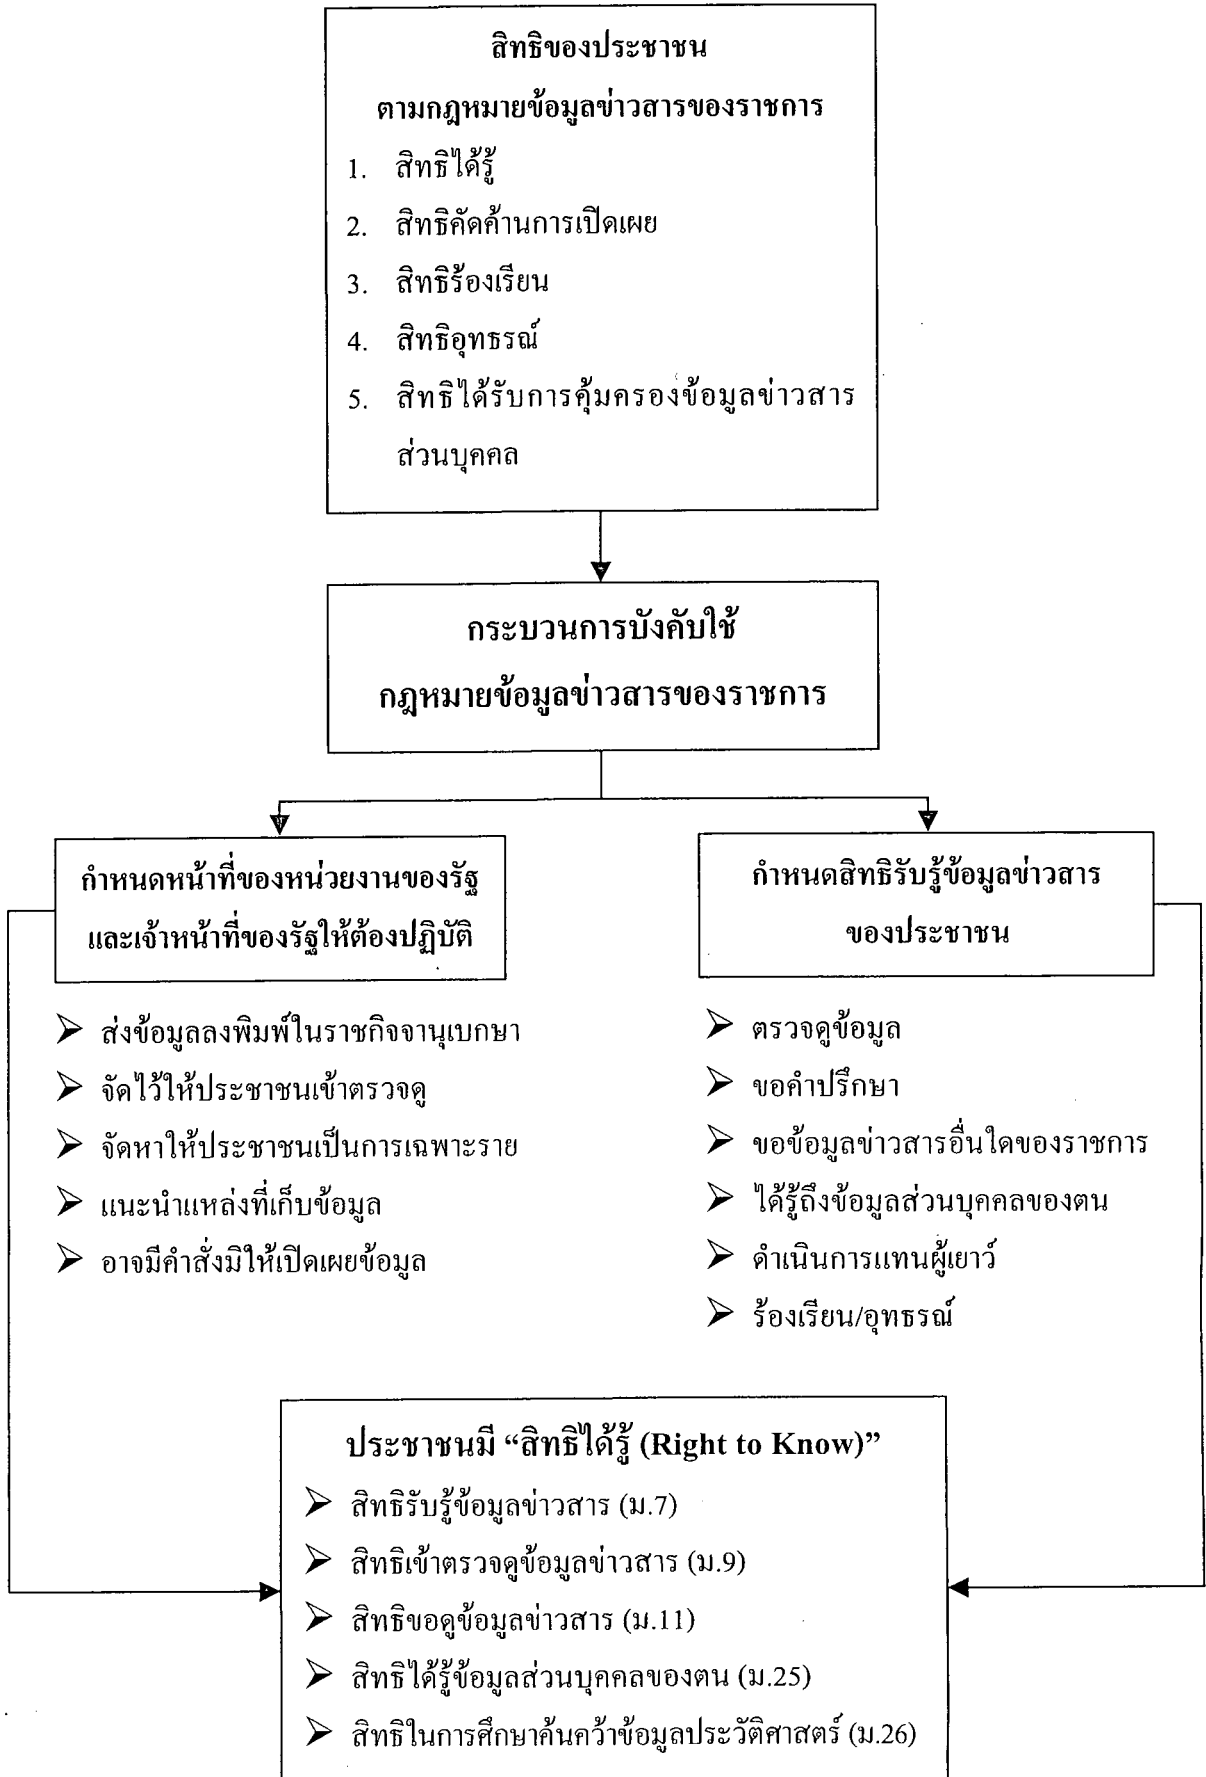 สิทธิของประชาชน
ตามกฎหมายข้อมูลข่าวสารของราชการ
1. สิทธิได้รู้
2. สิทธิคัดค้านการเปิดเผย
3. สิทธิร้องเรียน
4. สิทธิอุทธรณ์
5. สิทธิได้รับการคุ้มครองข้อมูลข่าวสาร
ส่วนบุคคล
กระบวนการบังคับใช้
กฎหมายข้อมูลข่าวสารของราชการ
กำหนดหน้าที่ของหน่วยงานของรัฐ
และเจ้าหน้าที่ของรัฐให้ต้องปฏิบัติ
➢ ส่งข้อมูลลงพิมพ์ในราชกิจจานุเบกษา
➢ จัดไว้ให้ประชาชนเข้าตรวจดู
➢ จัดหาให้ประชาชนเป็นการเฉพาะราย
➢ แนะนำแหล่งที่เก็บข้อมูล
➢ อาจมีคำสั่งมิให้เปิดเผยข้อมูล
กำหนดสิทธิรับรู้ข้อมูลข่าวสาร
ของประชาชน
➢ ตรวจดูข้อมูล
➢ ขอคำปรึกษา
➢ ขอข้อมูลข่าวสารอื่นใดของราชการ
➢ ได้รู้ถึงข้อมูลส่วนบุคคลของตน
➢ ดำเนินการแทนผู้เยาว์
➢ ร้องเรียน/อุทธรณ์
ประชาชนมี “สิทธิได้รู้ (Right to Know)”
➢ สิทธิรับรู้ข้อมูลข่าวสาร (ม.7)
➢ สิทธิเข้าตรวจดูข้อมูลข่าวสาร (ม.9)
➢ สิทธิขอดูข้อมูลข่าวสาร (ม.11)
➢ สิทธิได้รู้ข้อมูลส่วนบุคคลของตน (ม.25)
➢ สิทธิในการศึกษาค้นคว้าข้อมูลประวัติศาสตร์ (ม.26)